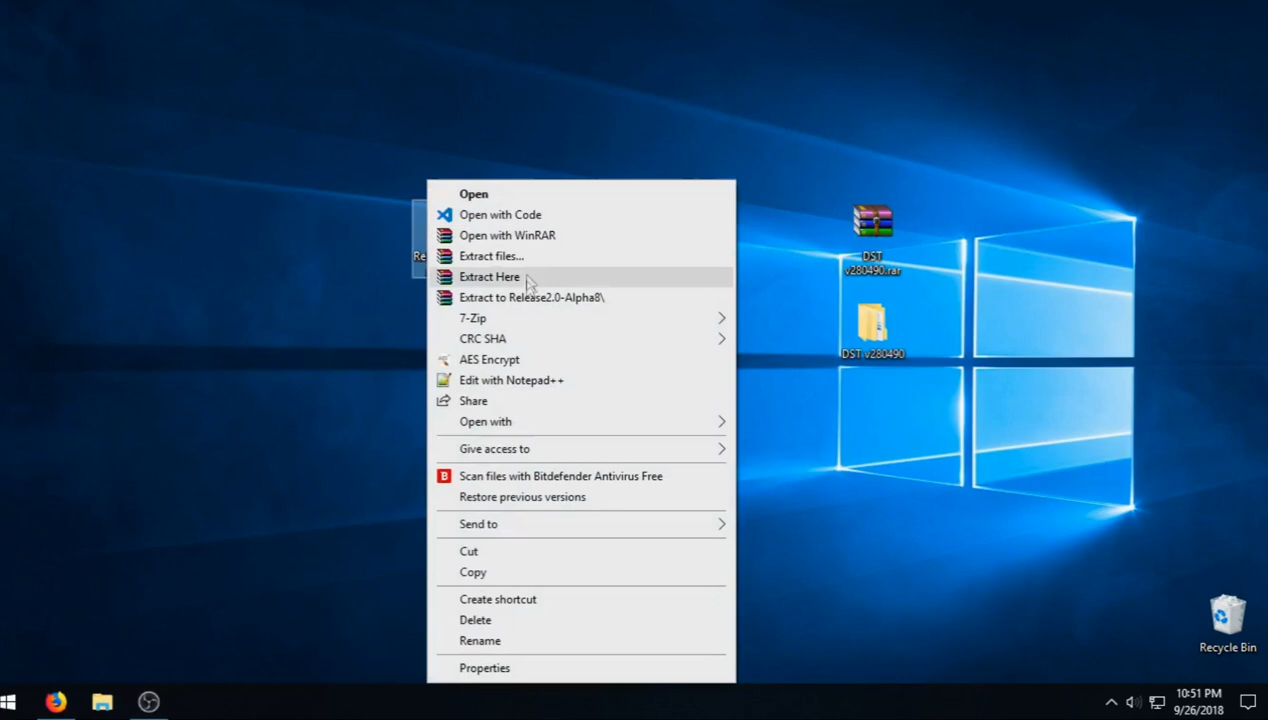 Open
Open with Code
Open with WinRAR
Extract files...
Extract Here
Extract to Release2.0-Alpha8\
7-Zip
CRC SHA
AES Encrypt
Edit with Notepad++
Share
Open with
Give access to
Scan files with Bitdefender Antivirus Free
Restore previous versions
Send to
Cut
Copy
Create shortcut
Delete
Rename
Properties
Re
DST
v280490.rar
DST v280490
Recycle Bin
10:51 PM
9/26/2018